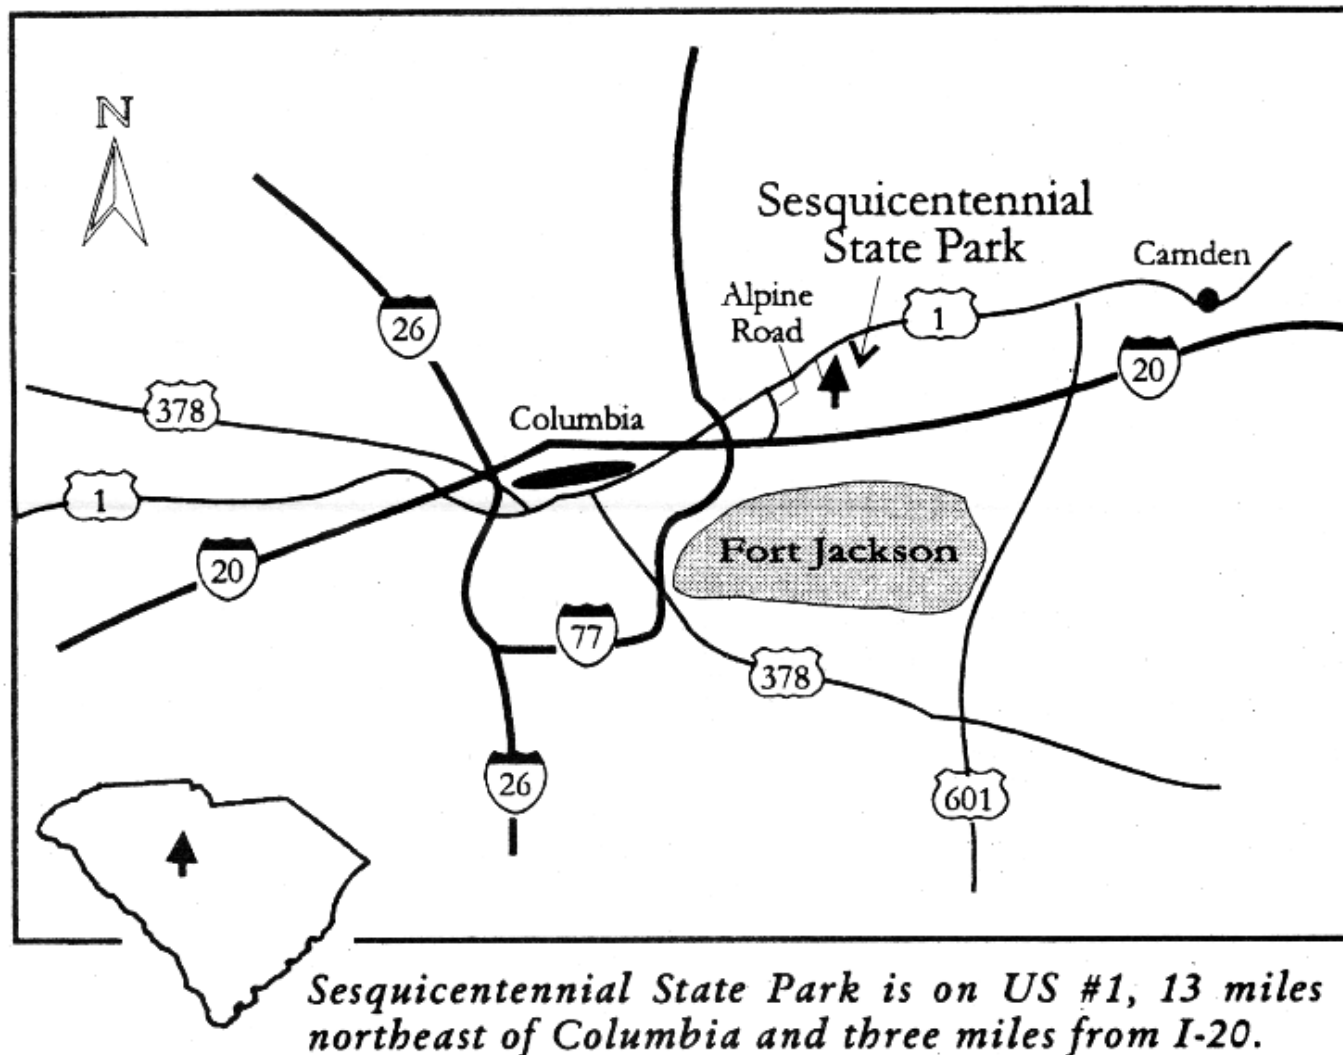 N
Sesquicentennial
State Park
Camden
Alpine
Road
1
26
20
378
Columbia
1
Fort Jackson
20
77
378
26
601
Sesquicentennial State Park is on US #1, 13 miles
northeast of Columbia and three miles from I-20.